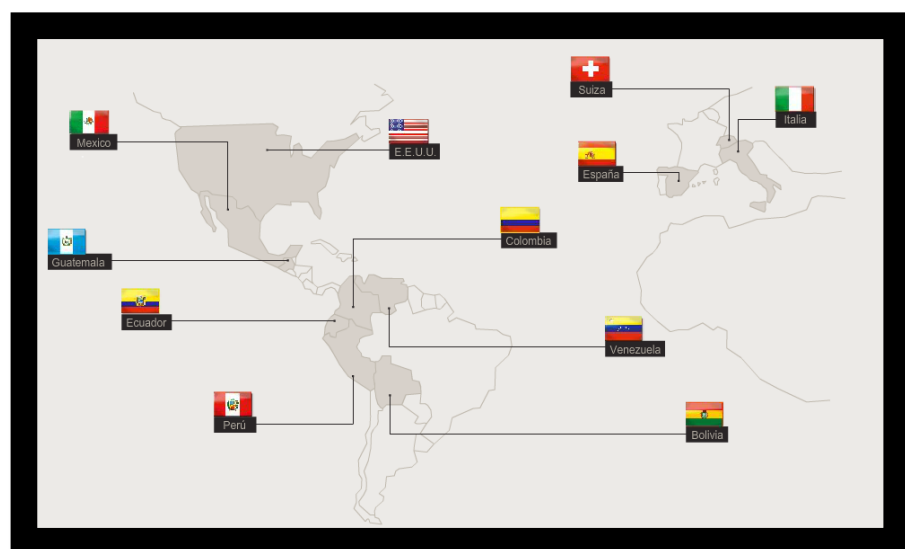 Suiza
Italia
Mexico
E.E.U.U.
España
Colombia
Guatemala
Ecuador
Venezuela
Perú
Bolivia